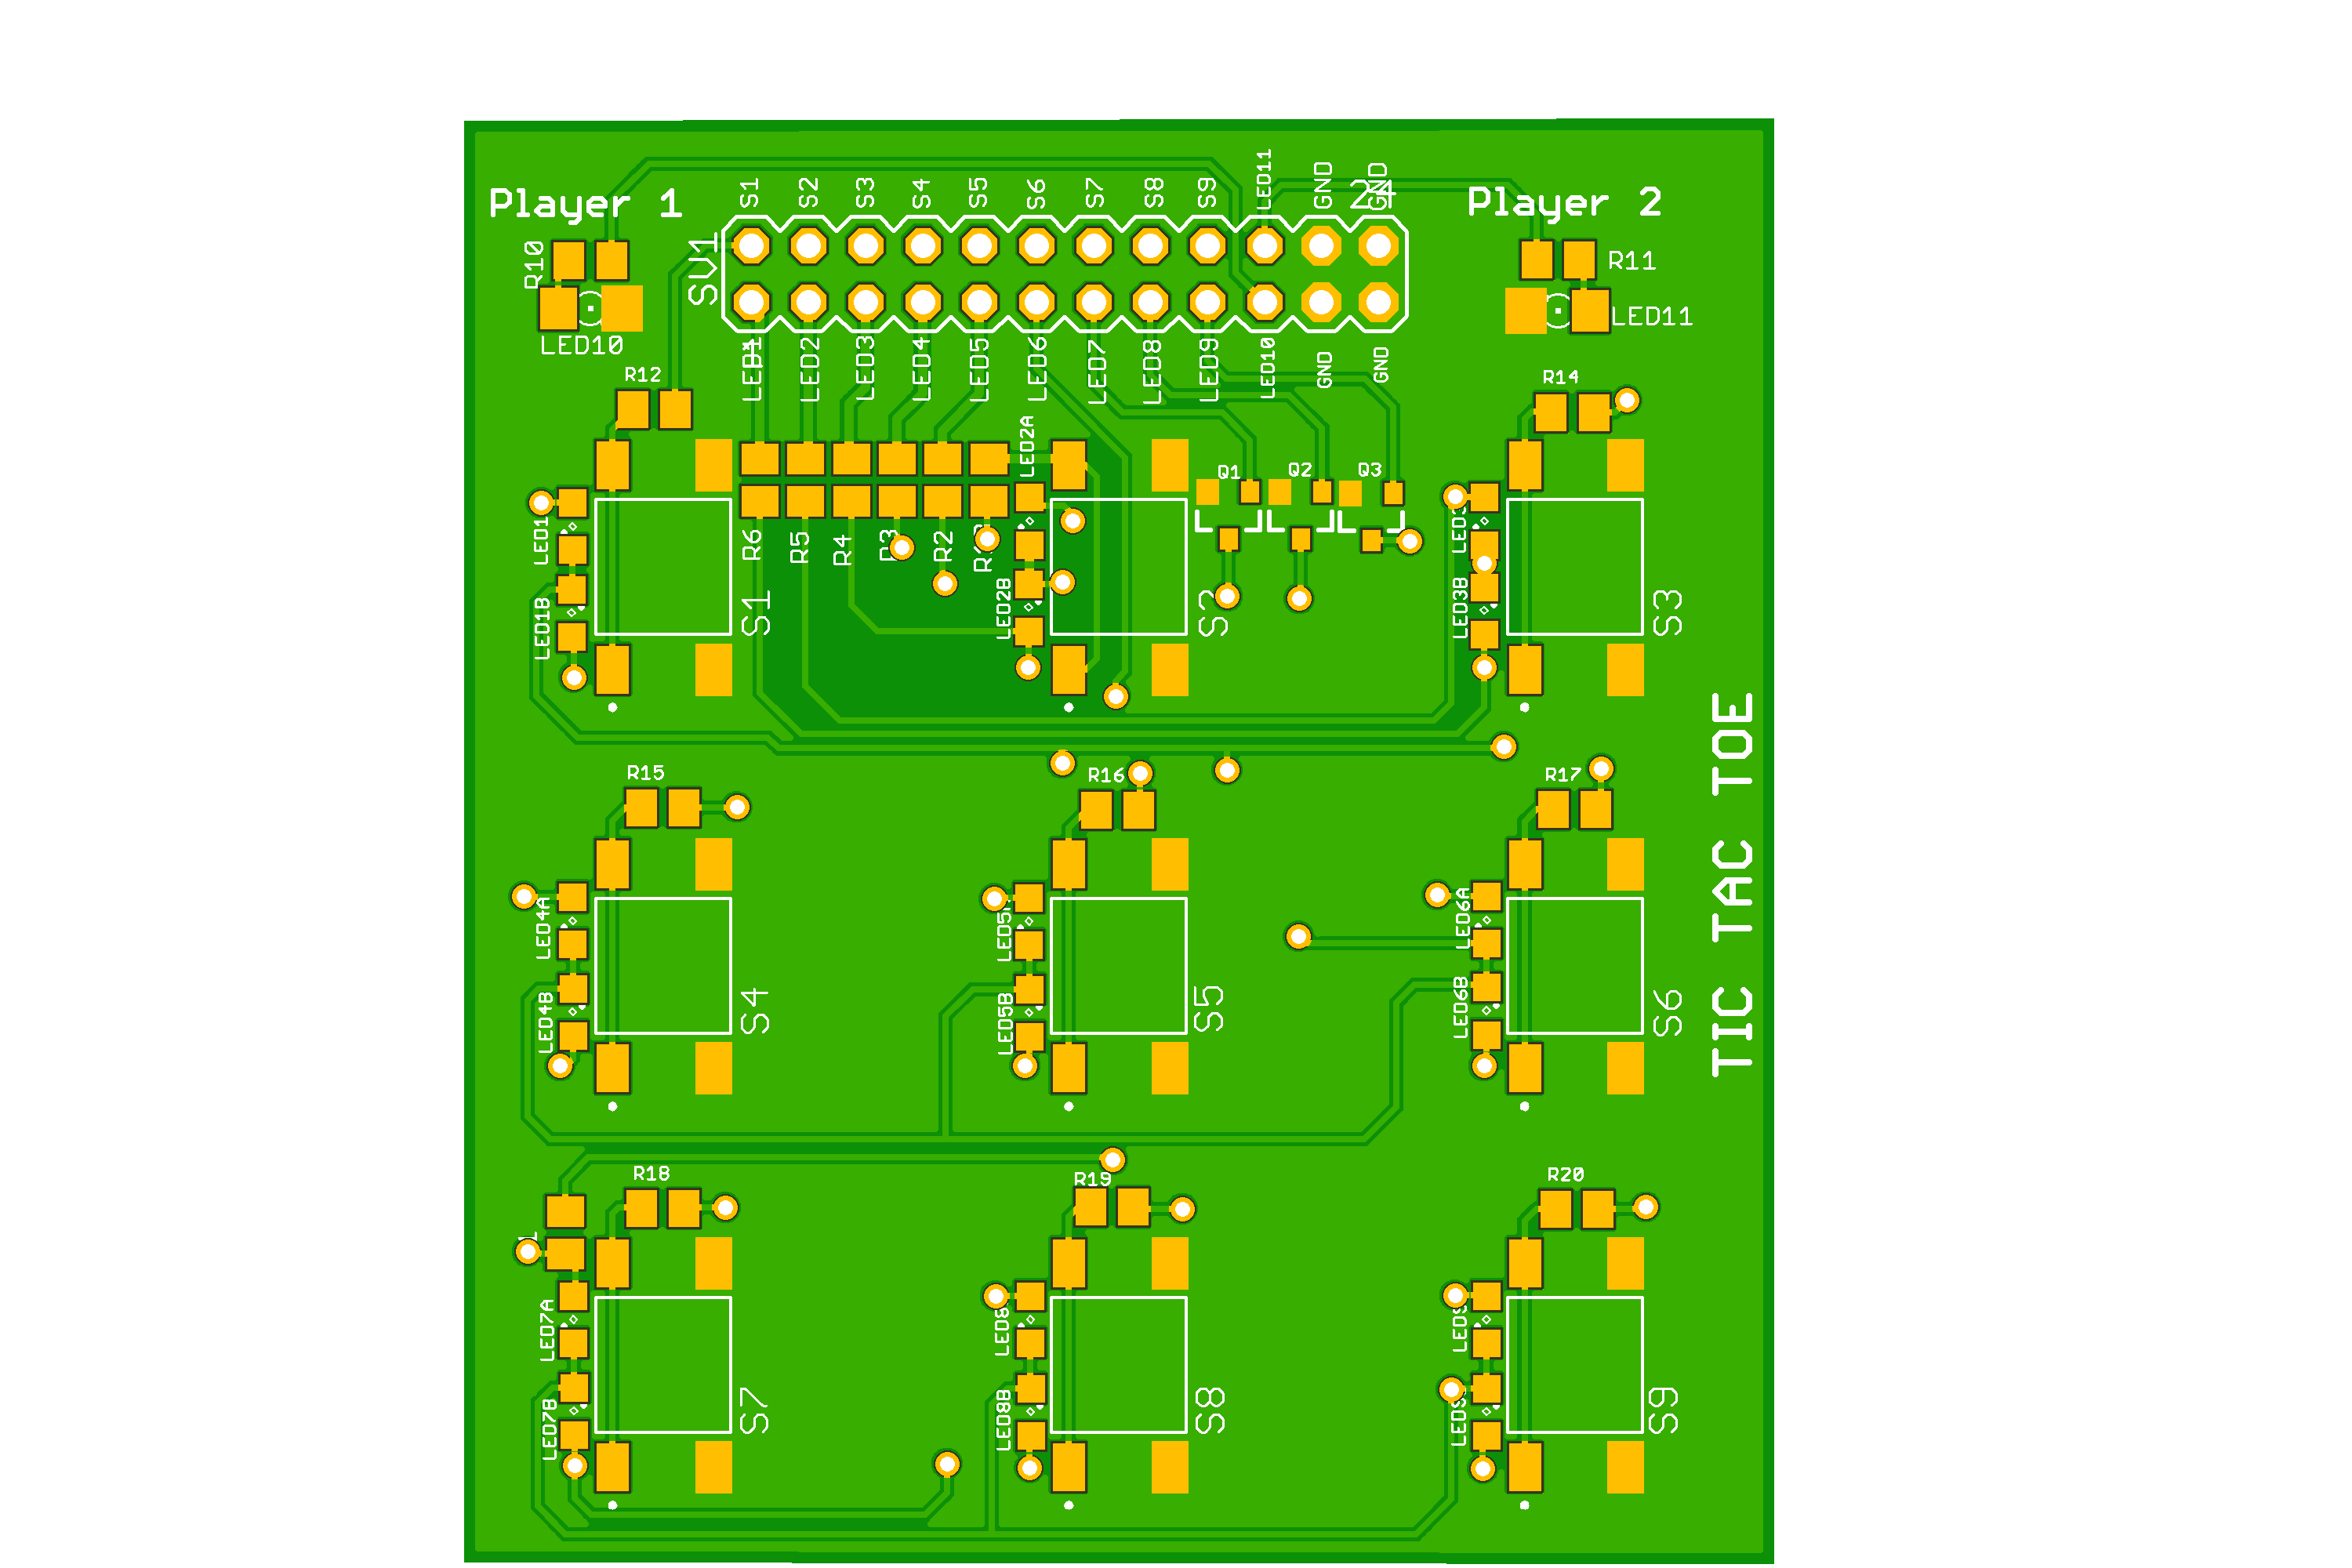 S1 S2 S3 S4 S5 S6 S7 S8 S9 LED11 GND GND
24
Player 1
Player 2
SV1
R10
R11
LED10
LED11
LED2 LED3 LED4 LED5 LED6 LED7 LED8 LED9 LED10 GND GND
R12
R14
LED2A
Q1 Q2 Q3
LED1
R6 R5 R4 R3 R2
LED1B
S1
LED2B
S2
LED3B
S3
TIC TAC TOE
R15
R16
R17
LED4A
LED6A
LED4B
S4
LED5B
S5
LED6B
S6
R18
R19
R20
LED7A
LED8
LED7B
S7
LED8B
S8
S9